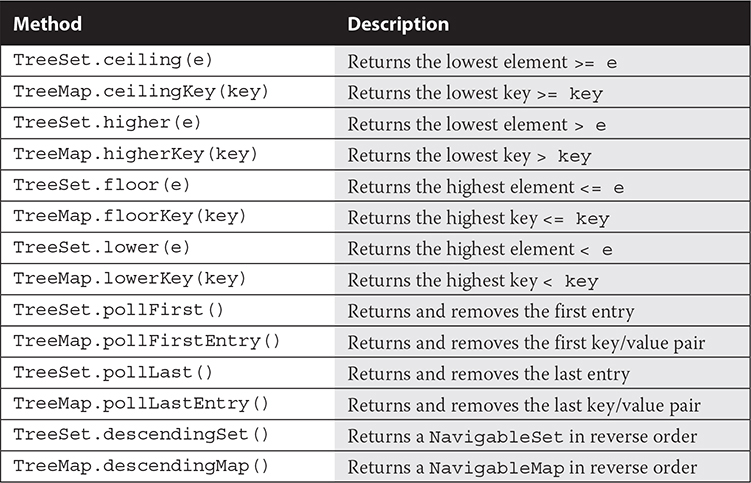 Method Description
TreeSet.ceiling(e) Returns the lowest element >= e
TreeMap.ceilingKey(key) Returns the lowest key >= key
TreeSet.higher(e) Returns the lowest element > e
TreeMap.higherKey(key) Returns the lowest key > key
TreeSet.floor(e) Returns the highest element <= e
TreeMap.floorKey(key) Returns the highest key <= key
TreeSet.lower(e) Returns the highest element < e
TreeMap.lowerKey(key) Returns the highest key < key
TreeSet.pollFirst() Returns and removes the first entry
TreeMap.pollFirstEntry() Returns and removes the first key/value pair
TreeSet.pollLast() Returns and removes the last entry
TreeMap.pollLastEntry() Returns and removes the last key/value pair
TreeSet.descendingSet() Returns a NavigableSet in reverse order
TreeMap.descendingMap() Returns a NavigableMap in reverse order